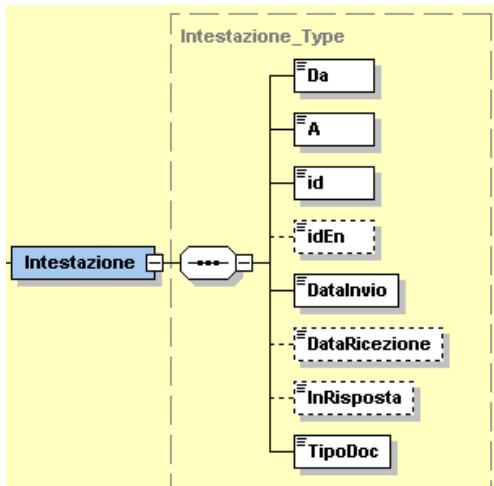 Intestazione_Type
Da
A
id
idEn
Intestazione
DataInvio
DataRicezione
InRisposta
TipoDoc